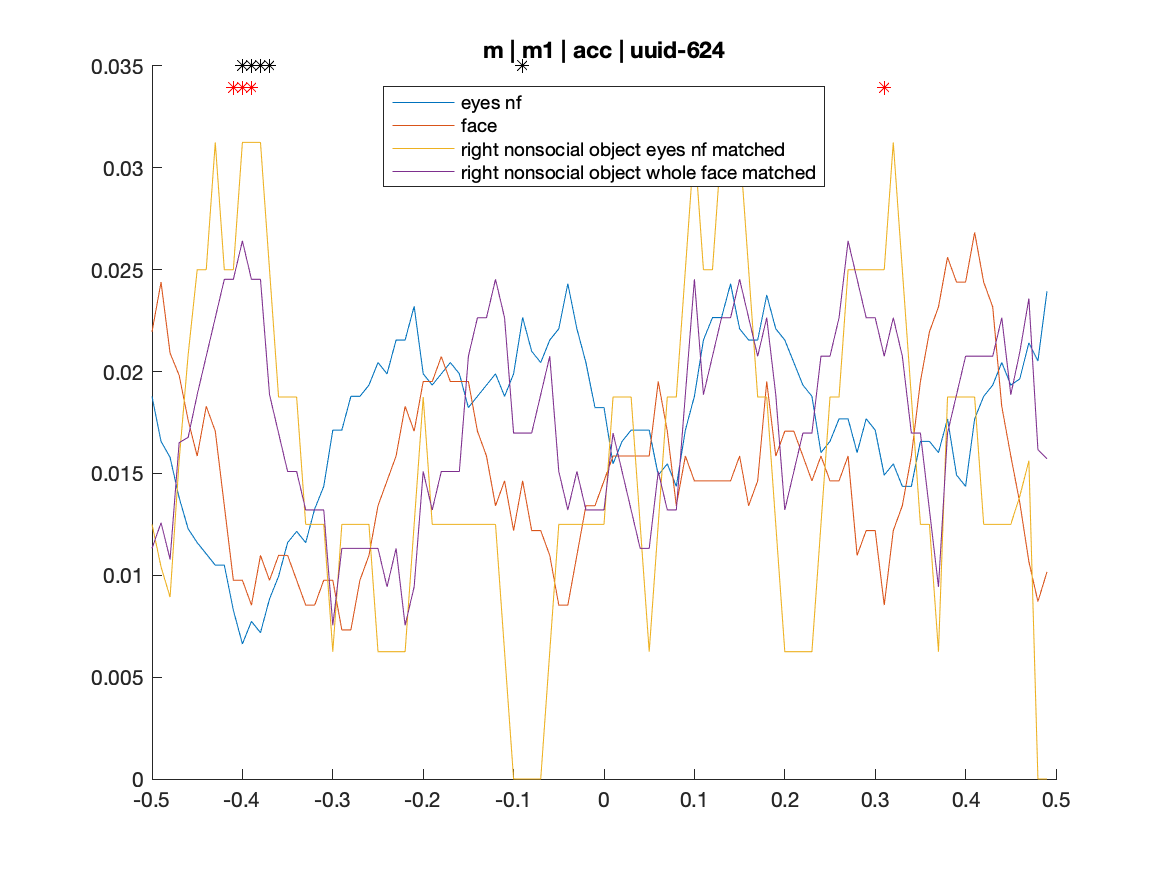 m | m1 | acc | uuid-624
0.035
eyes nf
face
right nonsocial object eyes nf matched
right nonsocial object whole face matched
0.03
0.025
0.02
0.015
0.01
0.005
0
-0.5 -0.4 -0.3 -0.2 -0.1 0 0.1 0.2 0.3 0.4 0.5